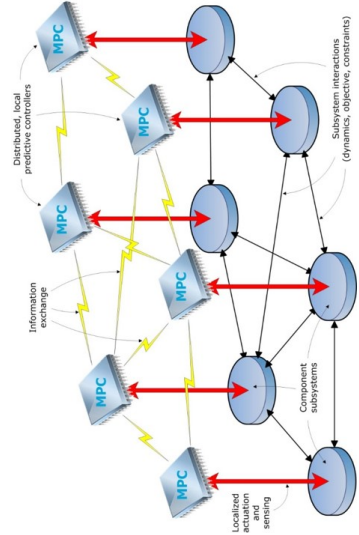 Distributed, local
predictive controllers
Information
exchange
MPC
MPC
MPC
MPC
MPC
MPC
Localized
actuation
and
sensing
Component
subsystems
Subsystem interactions
(dynamics, objective, constraints)